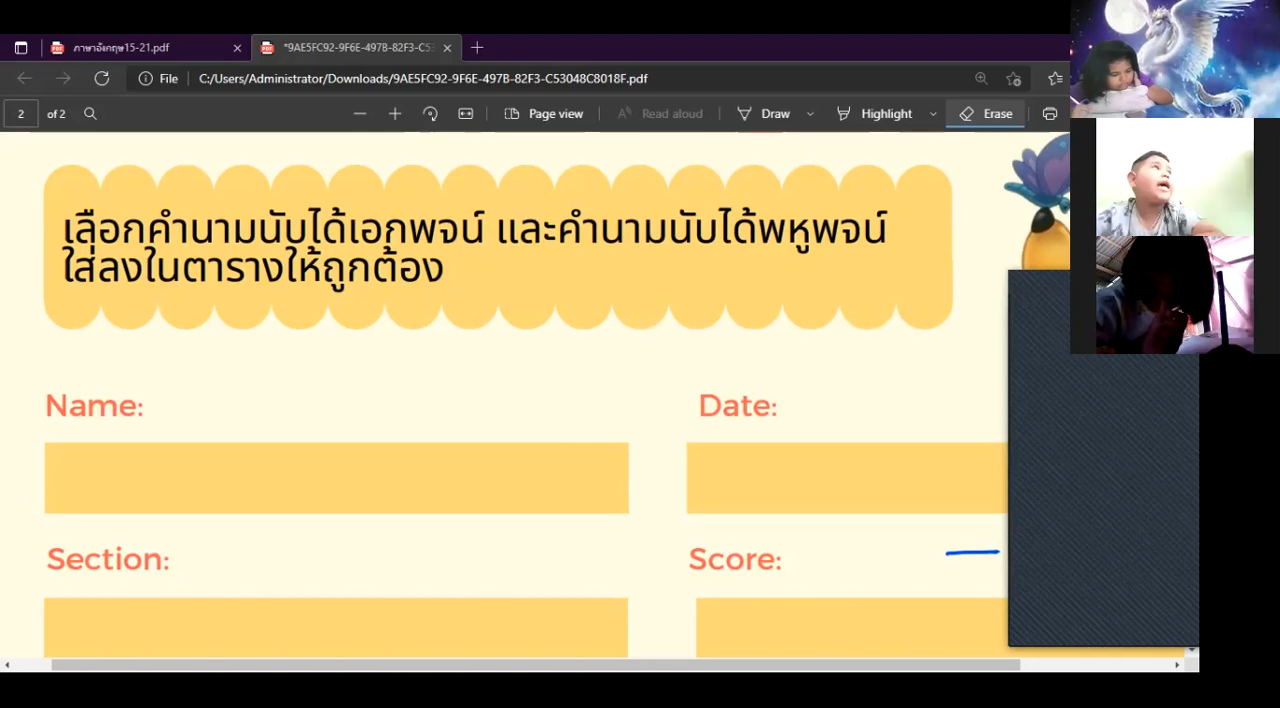 ภาษาอังกฤษ15-21.pdf
*9AE5FC92-9F6E-497B-82F3-C53
File
C:/Users/Administrator/Downloads/9AE5FC92-9F6E-497B-82F3-C53048C8018F.pdf
2 of 2
Page view
Read aloud
Draw
Highlight
Erase
เลือกคำนามนับได้เอกพจน์ และคำนามนับได้พหูพจน์
ใส่ลงในตารางให้ถูกต้อง
Name:
Date:
Section:
Score: